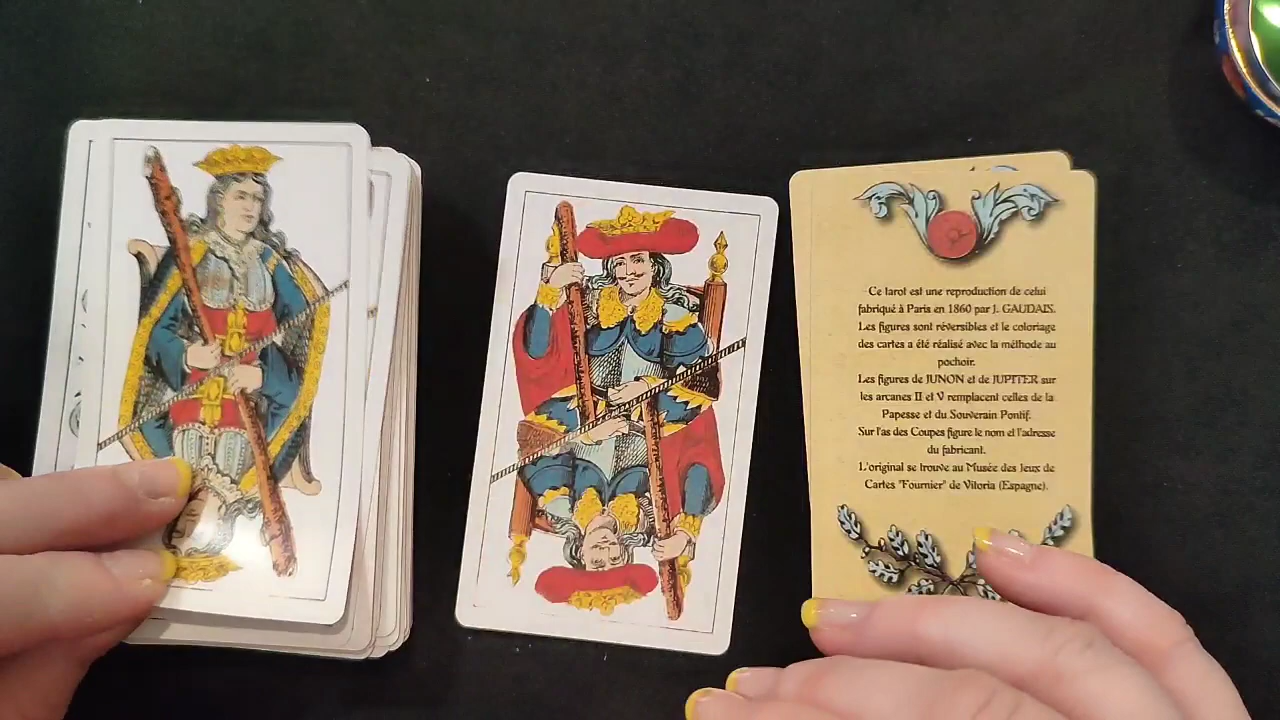 Ce tarot est une reproduction de celui
fabriqué à Paris en 1860 par J. GAUDAIS.
Les figures sont réversibles et le coloriage
des cartes a été réalisé avec la méthode au
pochoir.
Les figures de JUNON et de JUPITER sur
les arcanes II et V remplacent celles de la
Papesse et du Souverain Pontif.
Sur l'as des Coupes figure le nom et l'adresse
du fabricant.
L'original se trouve au Musée des Jeux de
Cartes "Fournier" de Vitoria (Espagne).